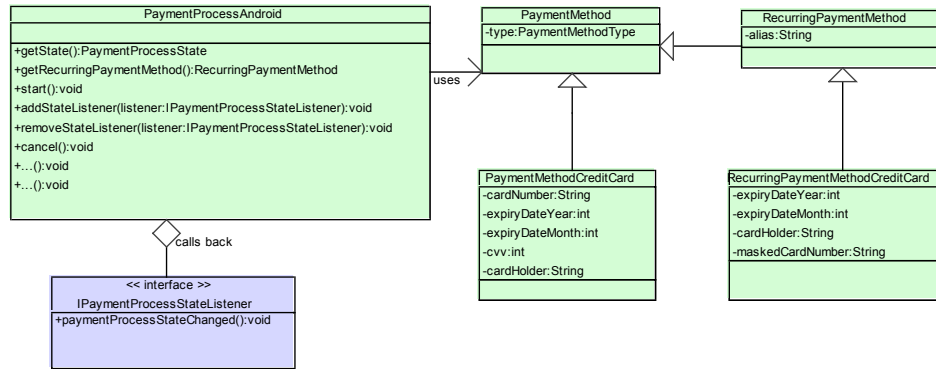 PaymentProcessAndroid
+getState():PaymentProcessState
+getRecurringPaymentMethod():RecurringPaymentMethod
+start():void
+addStateListener(listener:IPaymentProcessStateListener):void
+removeStateListener(listener:IPaymentProcessStateListener):void
+cancel():void
+...():void
+...():void
uses
PaymentMethod
-type:PaymentMethodType
RecurringPaymentMethod
-alias:String
PaymentMethodCreditCard
-cardNumber:String
-expiryDateYear:int
-expiryDateMonth:int
-cvv:int
-cardHolder:String
RecurringPaymentMethodCreditCard
-expiryDateYear:int
-expiryDateMonth:int
-cardHolder:String
-maskedCardNumber:String
calls back
<< interface >>
IPaymentProcessStateListener
+paymentProcessStateChanged():void